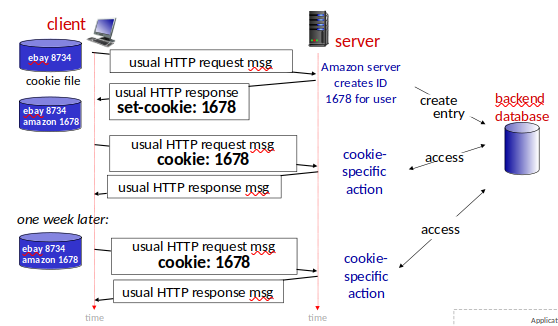 client
server
ebay 8734
cookie file
usual HTTP request msg
Amazon server
creates ID
1678 for user
usual HTTP response
set-cookie: 1678
ebay 8734
amazon 1678
create
entry
backend
database
usual HTTP request msg
cookie: 1678
cookie-
specific
action
access
usual HTTP response msg
one week later:
access
ebay 8734
amazon 1678
usual HTTP request msg
cookie: 1678
cookie-
specific
action
usual HTTP response msg
time
time